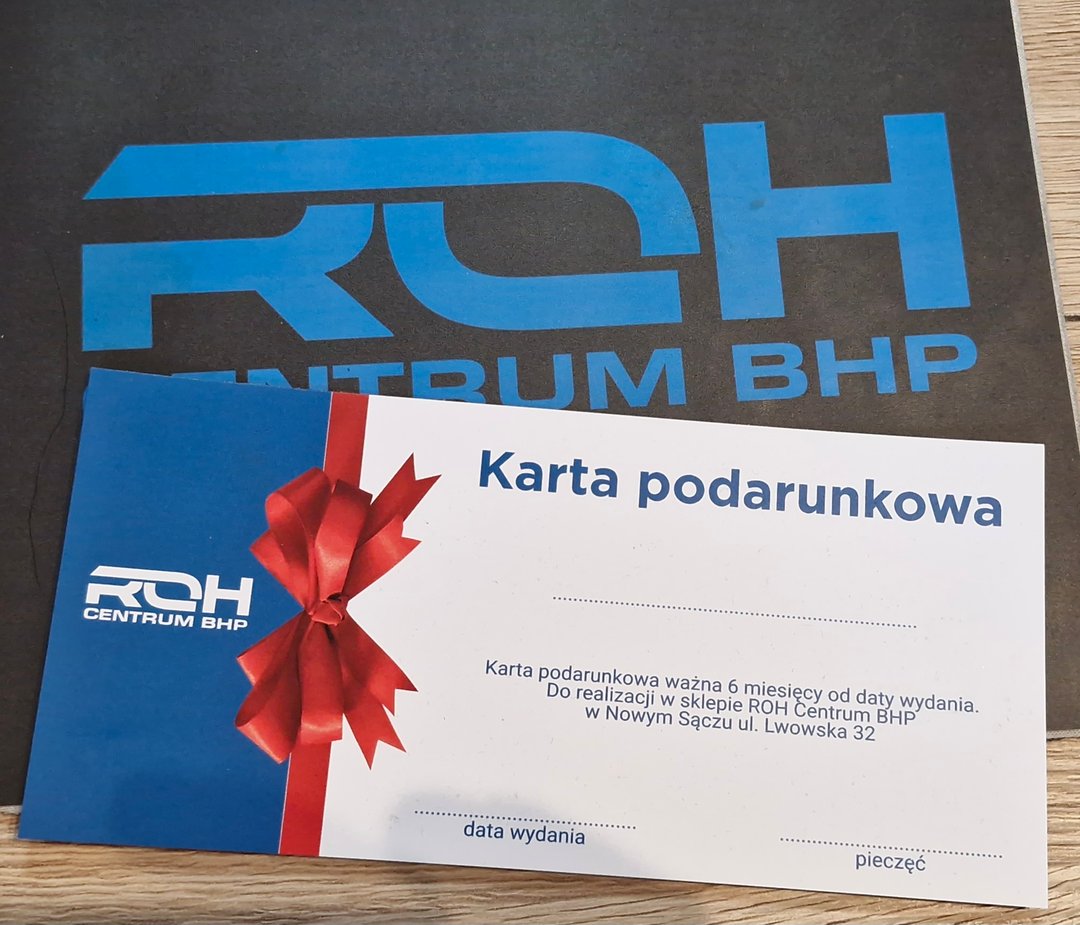 ROH
CENTRUM BHP
Karta podarunkowa
ROH
CENTRUM BHP
Karta podarunkowa ważna 6 miesięcy od daty wydania.
Do realizacji w sklepie ROH Centrum BHP
w Nowym Sączu ul. Lwowska 32
data wydania
pieczęć